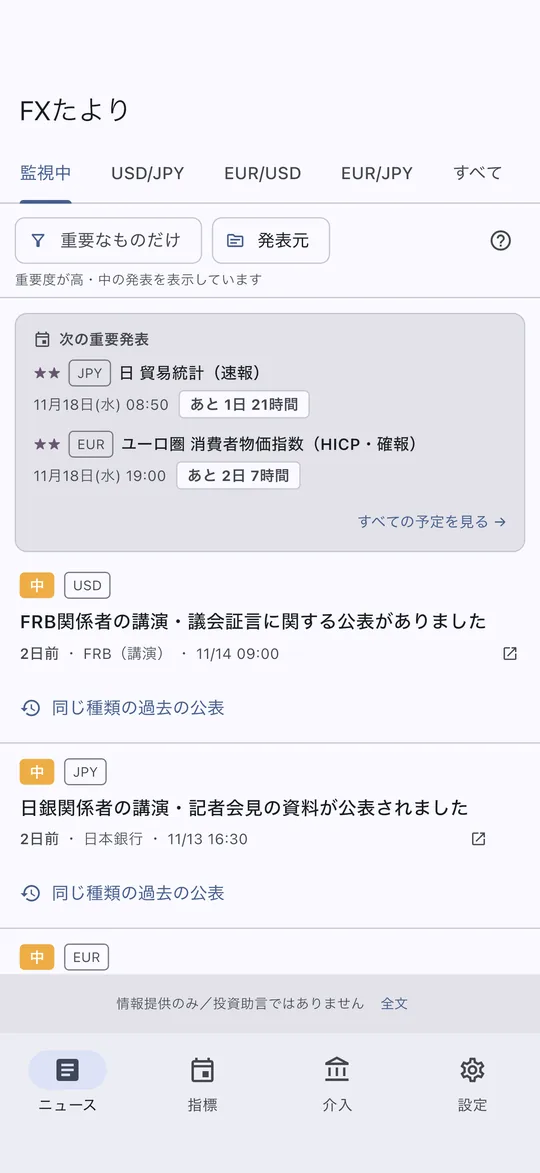 FXたより
監視中 USD/JPY EUR/USD EUR/JPY すべて
重要なものだけ 発表元
重要度が高・中の発表を表示しています
次の重要発表
★★ JPY 日 貿易統計（速報）
11月18日(水) 08:50 あと 1日 21時間
★★ EUR ユーロ圏 消費者物価指数（HICP・確報）
11月18日(水) 19:00 あと 2日 7時間
すべての予定を見る →
中 USD
FRB関係者の講演・議会証言に関する公表がありました
2日前 ・ FRB（講演） ・ 11/14 09:00
同じ種類の過去の公表
中 JPY
日銀関係者の講演・記者会見の資料が公表されました
2日前 ・ 日本銀行 ・ 11/13 16:30
同じ種類の過去の公表
中 EUR
情報提供のみ／投資助言ではありません 全文
ニュース 指標 介入 設定